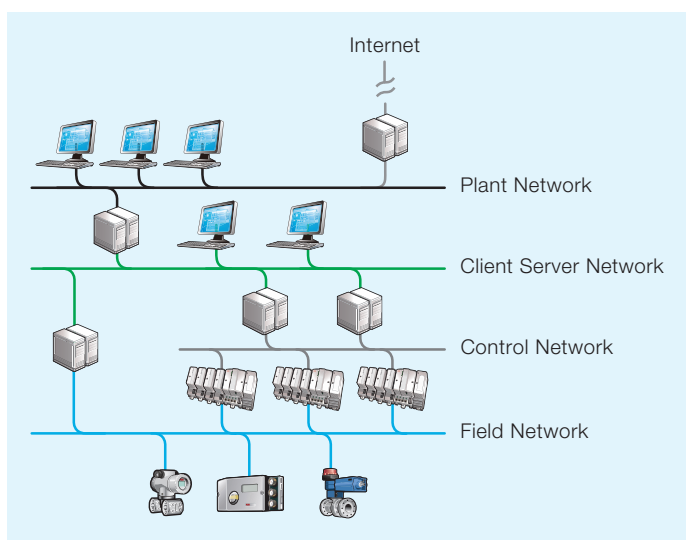 Internet
Plant Network
Client Server Network
Control Network
Field Network